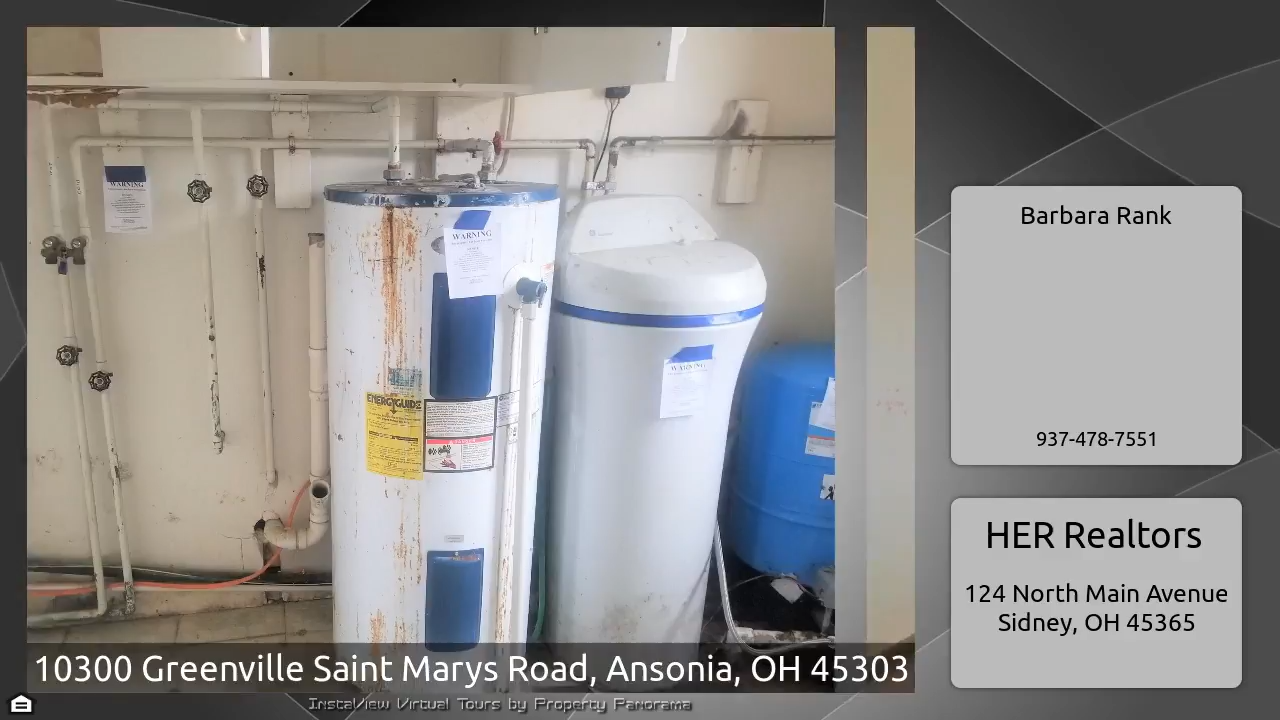 WARNING
WARNING
WARNING
ENERGYGUIDE
10300 Greenville Saint Marys Road, Ansonia, OH 45303
InstaView Virtual Tours by Property Panorama
Barbara Rank
937-478-7551
HER Realtors
124 North Main Avenue
Sidney, OH 45365